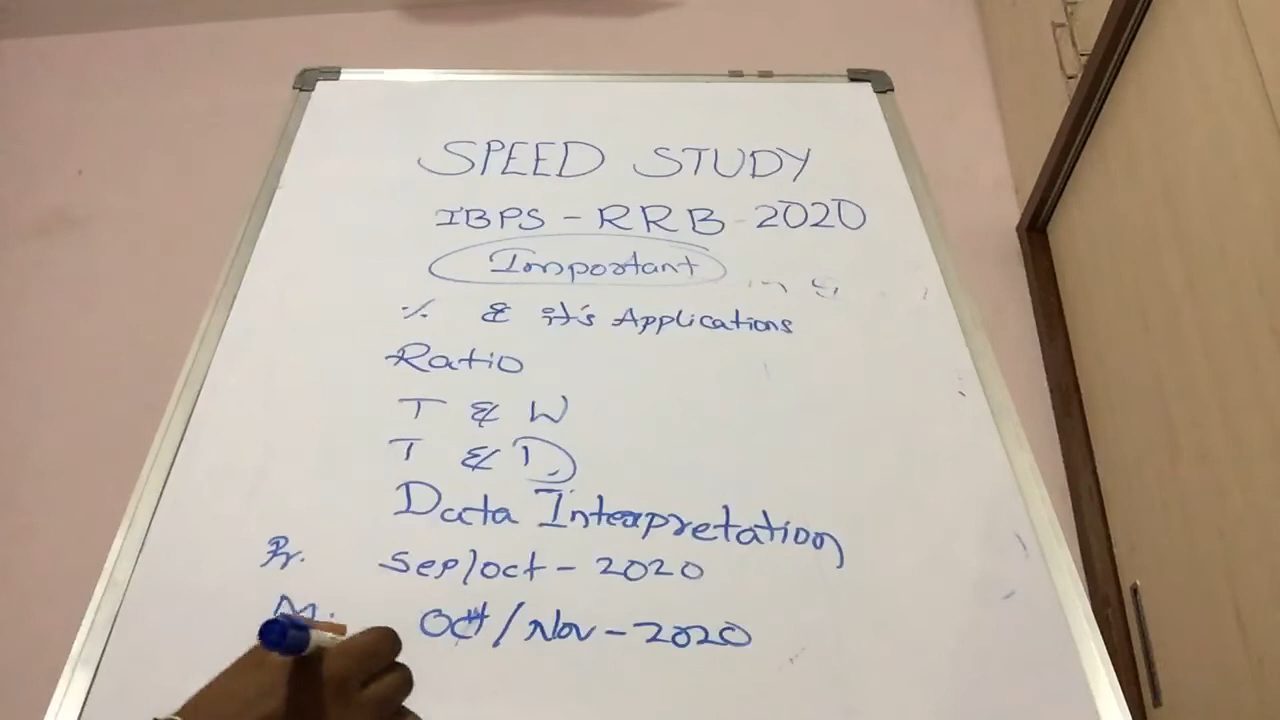 SPEED STUDY
IBPS - RRB - 2020
Important
% & it's Applications
Ratio
T & W
T & D
Data Interpretation
Pr. Sep/oct - 2020
M. Oct/Nov - 2020